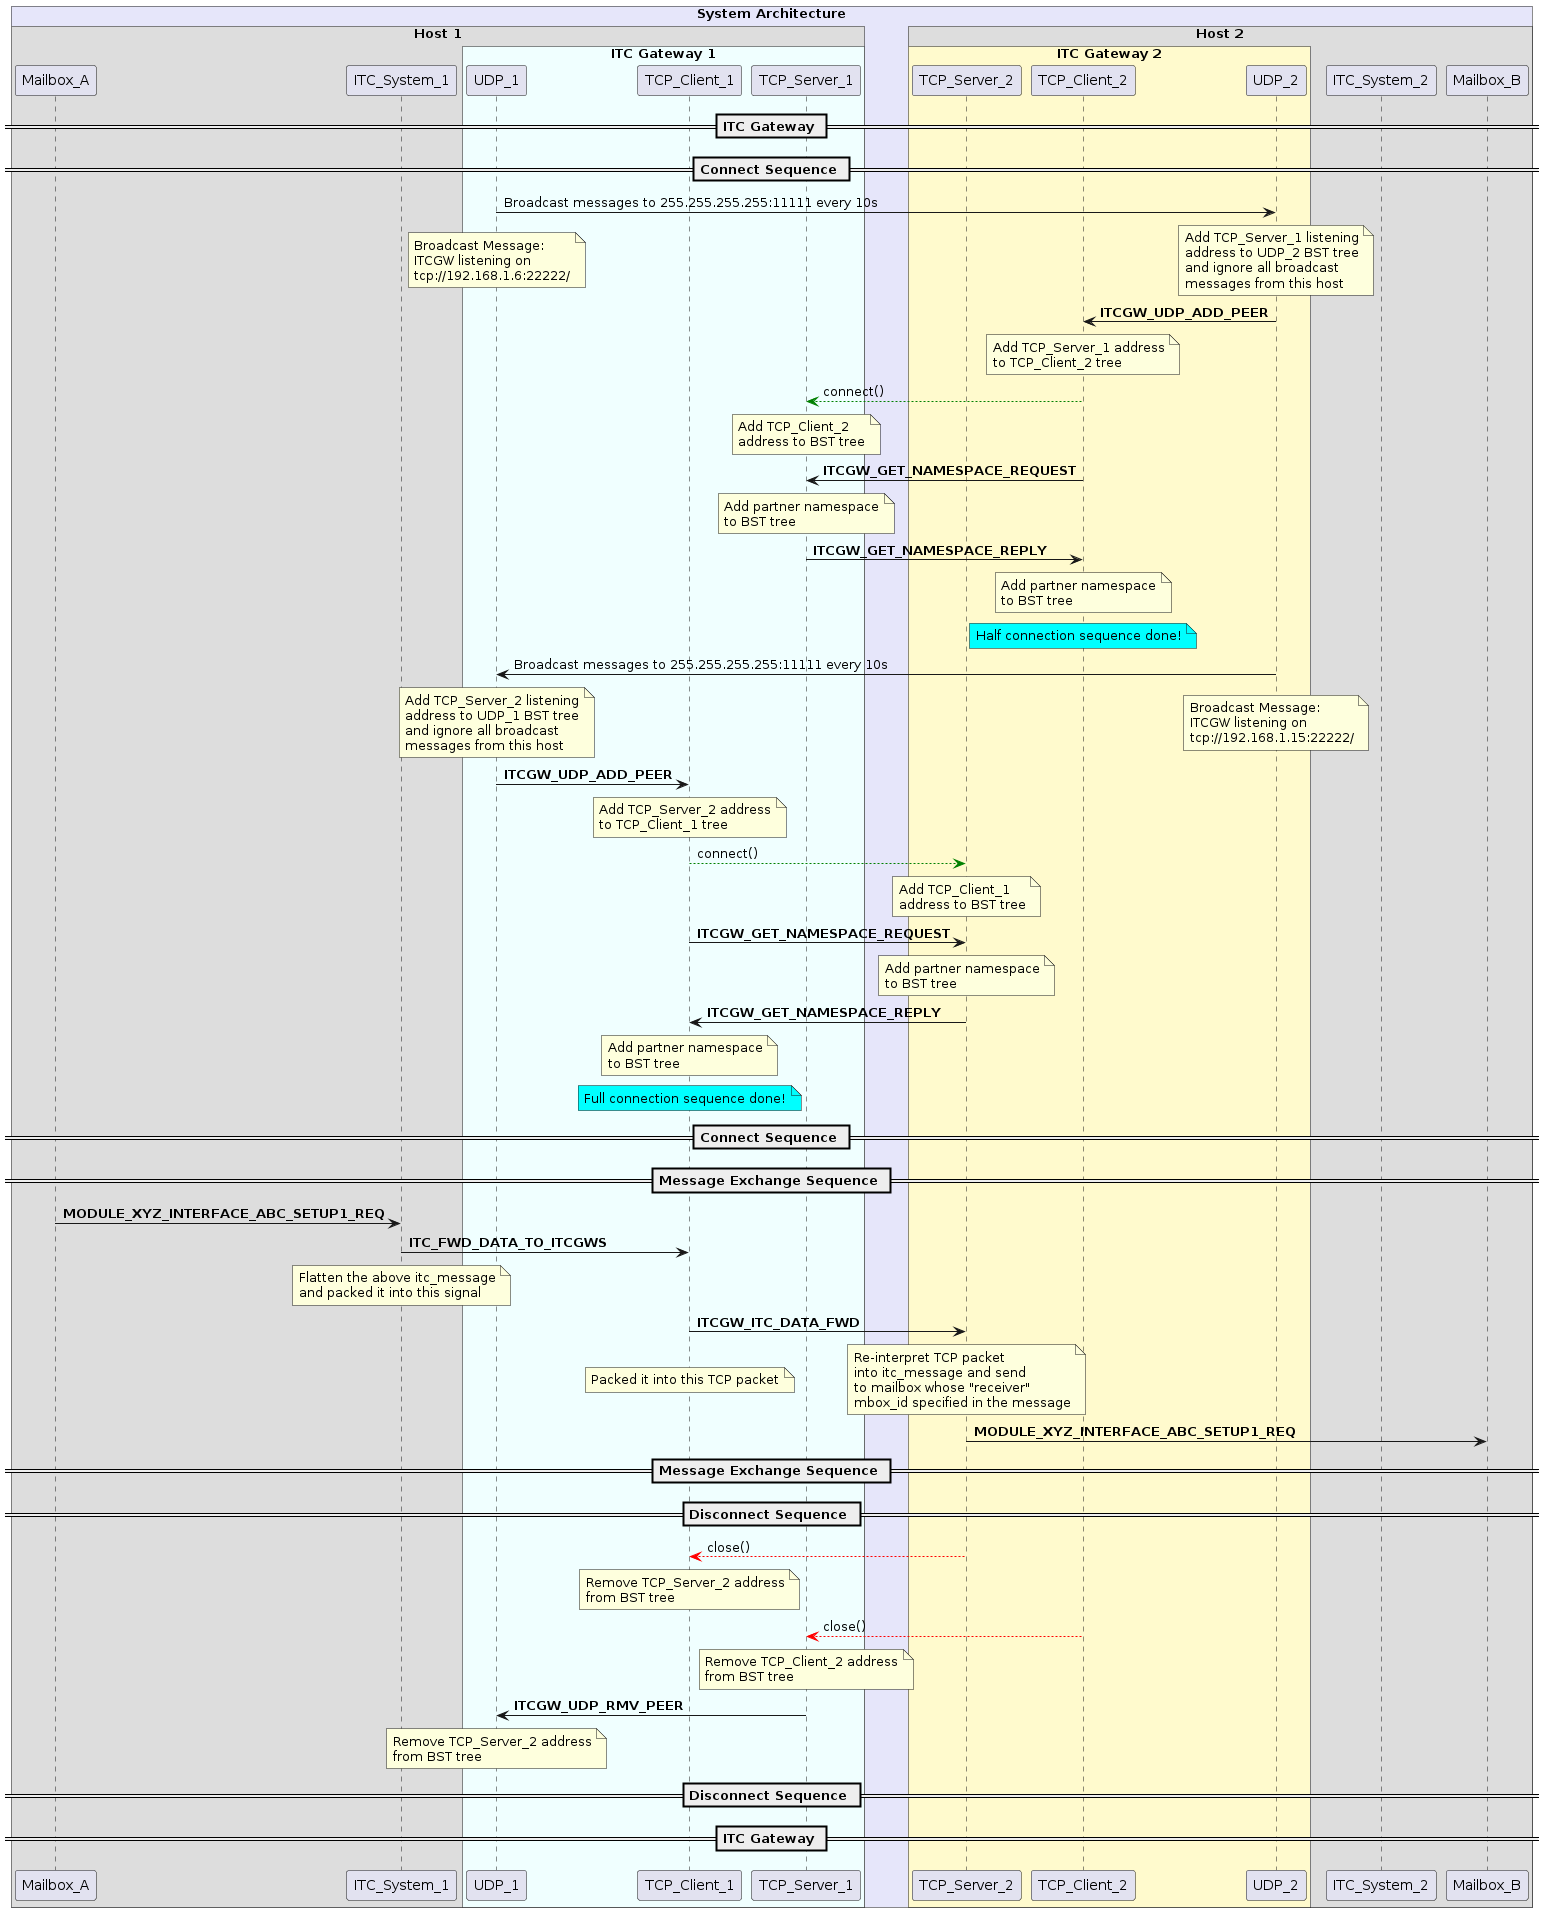 System Architecture
Host 1
Host 2
ITC Gateway 1
ITC Gateway 2
Mailbox_A
ITC_System_1
UDP_1
TCP_Client_1
TCP_Server_1
TCP_Server_2
TCP_Client_2
UDP_2
ITC_System_2
Mailbox_B
ITC Gateway
Connect Sequence
Broadcast messages to 255.255.255.255:11111 every 10s
Broadcast Message:
ITCGW listening on
tcp://192.168.1.6:22222/
Add TCP_Server_1 listening
address to UDP_2 BST tree
and ignore all broadcast
messages from this host
ITCGW_UDP_ADD_PEER
Add TCP_Server_1 address
to TCP_Client_2 tree
connect()
Add TCP_Client_2
address to BST tree
ITCGW_GET_NAMESPACE_REQUEST
Add partner namespace
to BST tree
ITCGW_GET_NAMESPACE_REPLY
Add partner namespace
to BST tree
Half connection sequence done!
Broadcast messages to 255.255.255.255:11111 every 10s
Add TCP_Server_2 listening
address to UDP_1 BST tree
and ignore all broadcast
messages from this host
Broadcast Message:
ITCGW listening on
tcp://192.168.1.15:22222/
ITCGW_UDP_ADD_PEER
Add TCP_Server_2 address
to TCP_Client_1 tree
connect()
Add TCP_Client_1
address to BST tree
ITCGW_GET_NAMESPACE_REQUEST
Add partner namespace
to BST tree
ITCGW_GET_NAMESPACE_REPLY
Add partner namespace
to BST tree
Full connection sequence done!
Connect Sequence
Message Exchange Sequence
MODULE_XYZ_INTERFACE_ABC_SETUP1_REQ
ITC_FWD_DATA_TO_ITCGWS
Flatten the above itc_message
and packed it into this signal
ITCGW_ITC_DATA_FWD
Packed it into this TCP packet
Re-interpret TCP packet
into itc_message and send
to mailbox whose "receiver"
mbox_id specified in the message
MODULE_XYZ_INTERFACE_ABC_SETUP1_REQ
Message Exchange Sequence
Disconnect Sequence
close()
Remove TCP_Server_2 address
from BST tree
close()
Remove TCP_Client_2 address
from BST tree
ITCGW_UDP_RMV_PEER
Remove TCP_Server_2 address
from BST tree
Disconnect Sequence
ITC Gateway
Mailbox_A
ITC_System_1
UDP_1
TCP_Client_1
TCP_Server_1
TCP_Server_2
TCP_Client_2
UDP_2
ITC_System_2
Mailbox_B